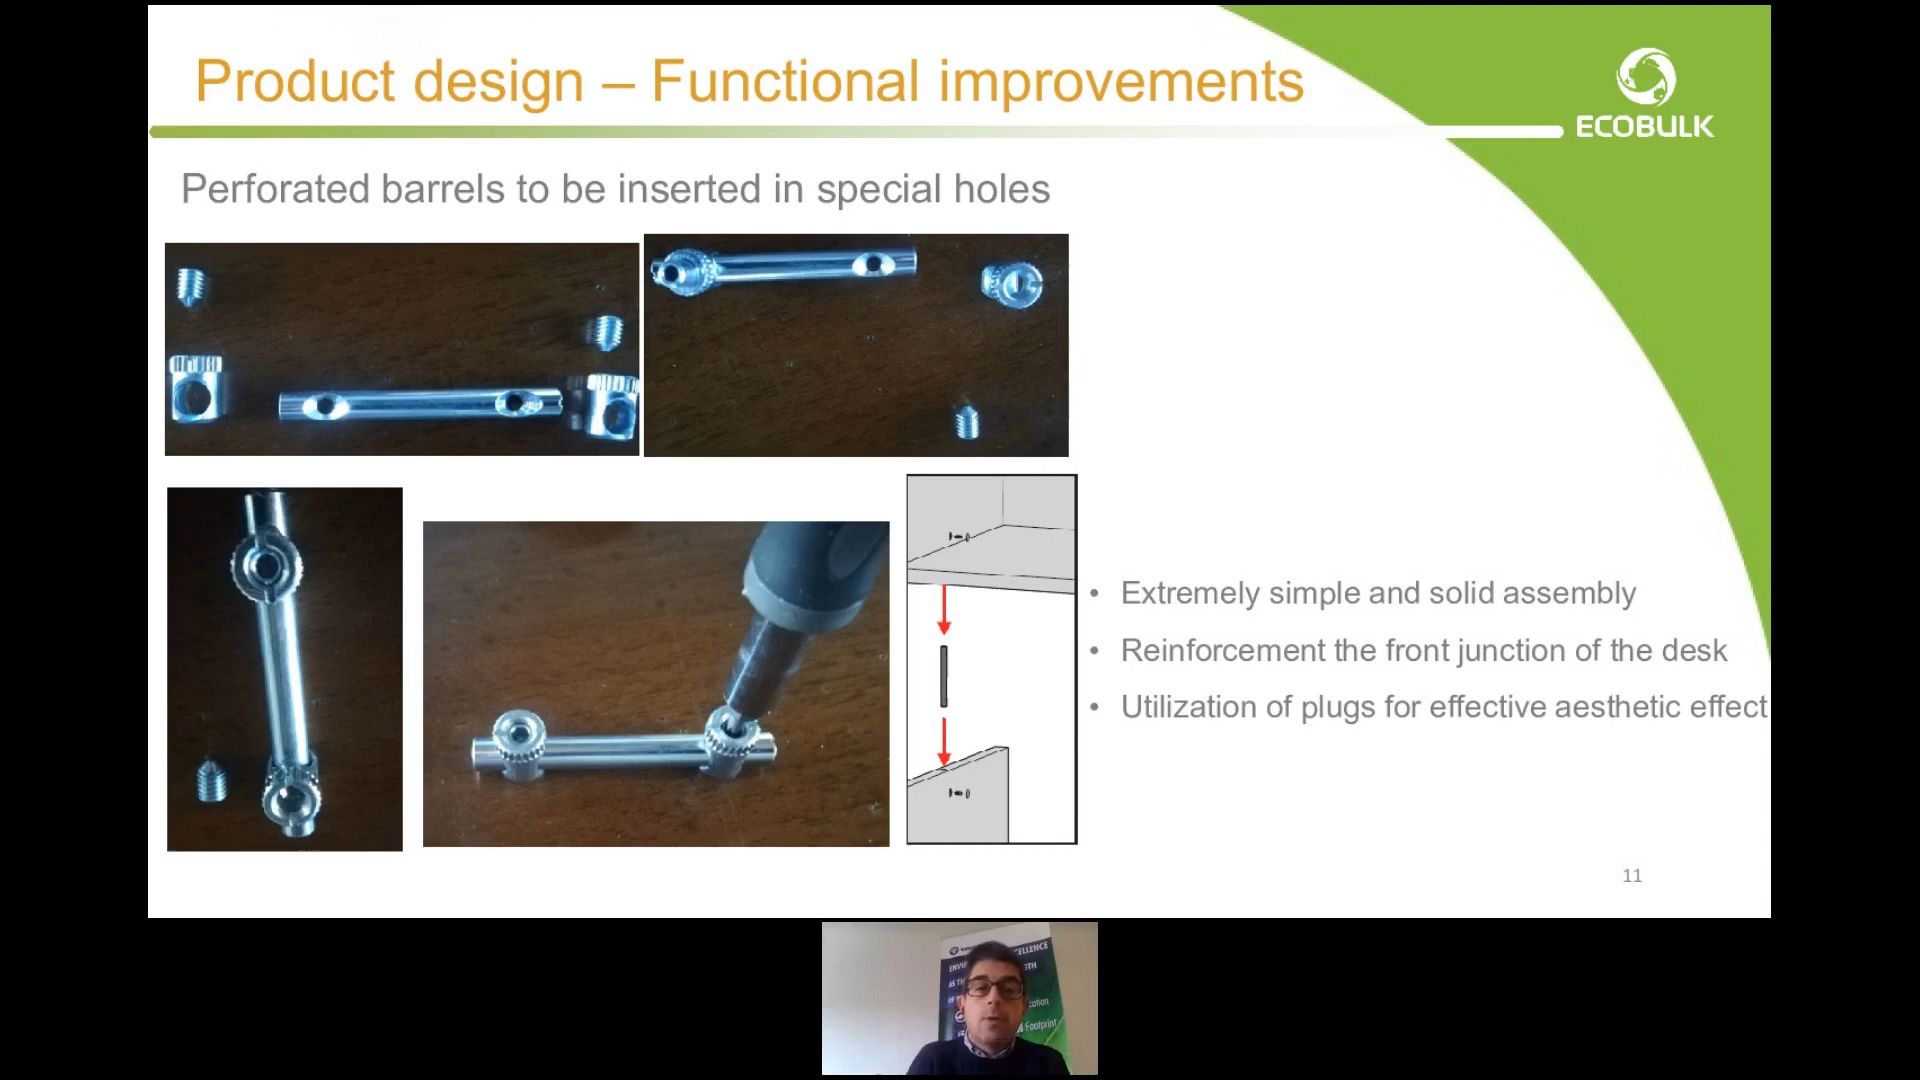 Product design – Functional improvements
ECOBULK
Perforated barrels to be inserted in special holes
• Extremely simple and solid assembly
• Reinforcement the front junction of the desk
• Utilization of plugs for effective aesthetic effect
11
Footprint